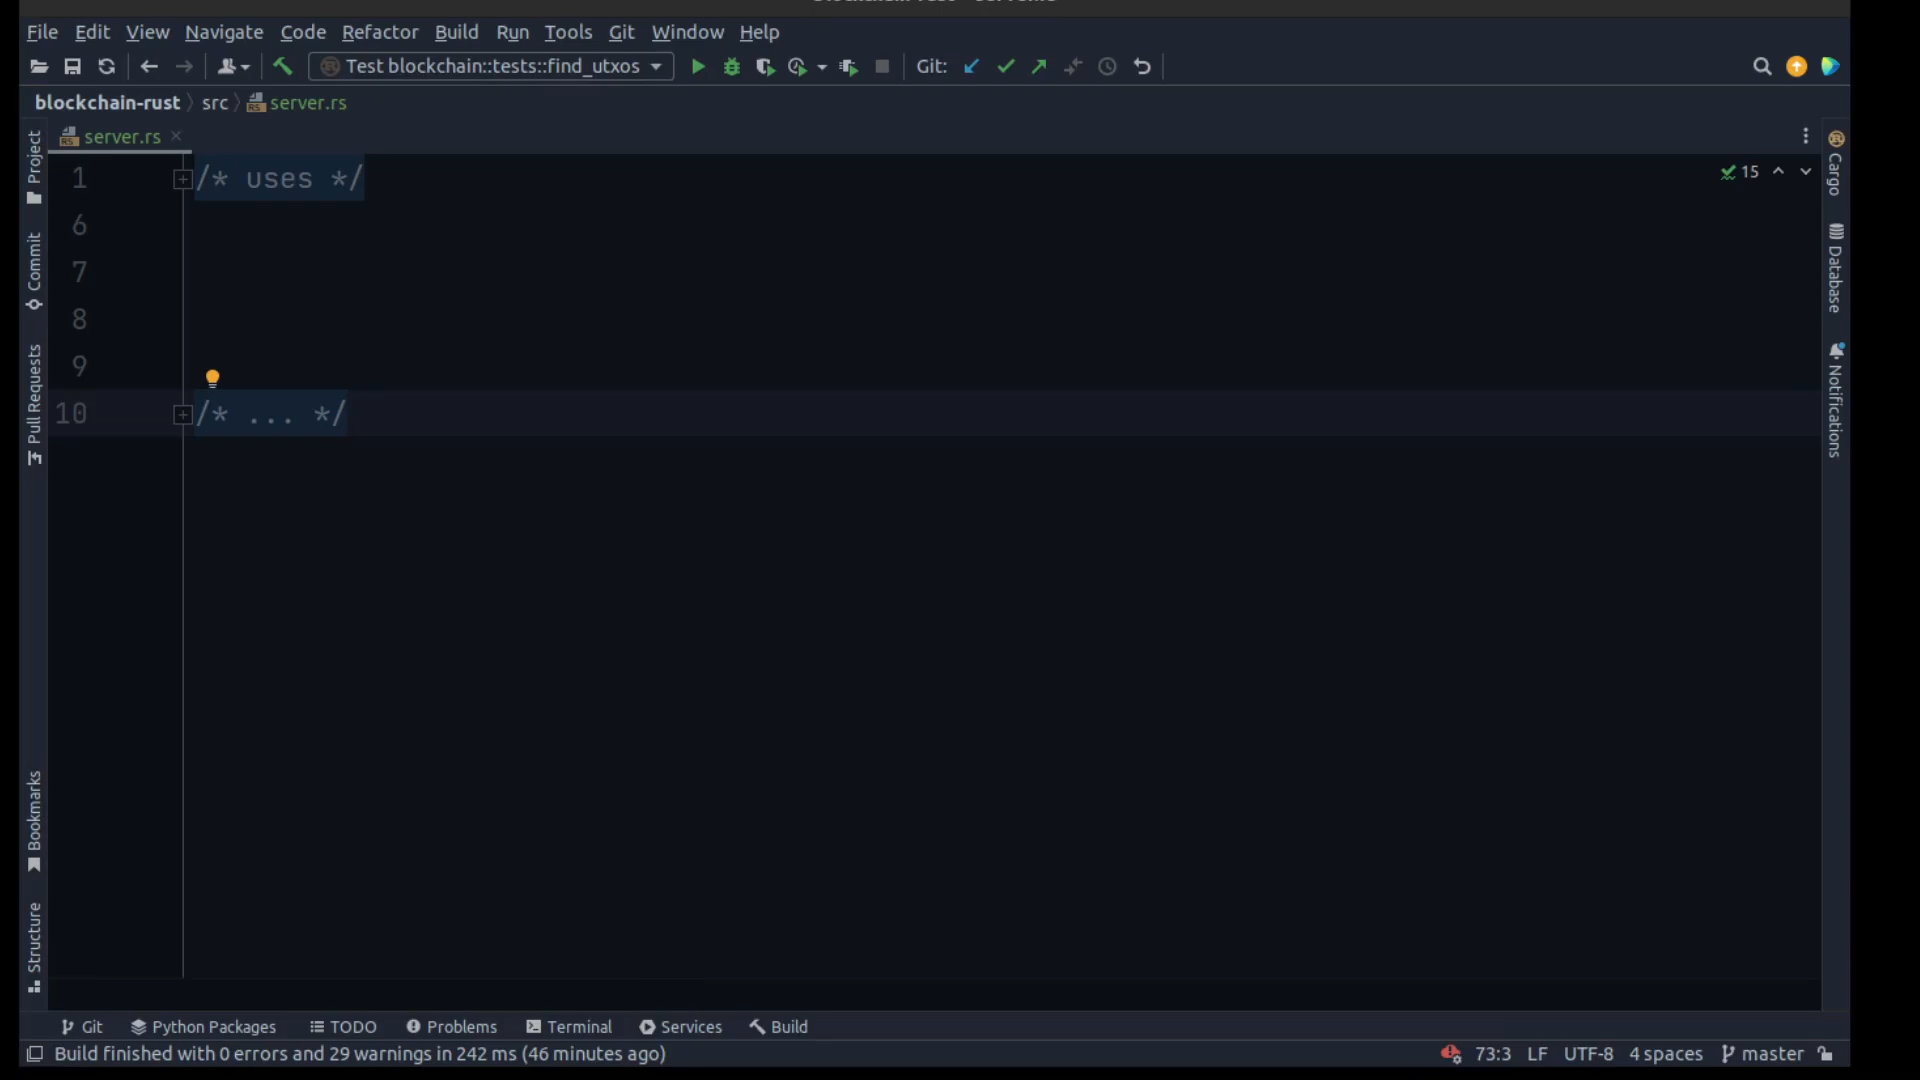 File Edit View Navigate Code Refactor Build Run Tools Git Window Help
Test blockchain::tests::find_utxos Git:
blockchain-rust src server.rs
server.rs
1 /* uses */ 15
6
7
8
9
10 /* ... */
Project
Commit
Pull Requests
Bookmarks
Structure
Cargo
Database
Notifications
Git Python Packages TODO Problems Terminal Services Build
Build finished with 0 errors and 29 warnings in 242 ms (46 minutes ago) 73:3 LF UTF-8 4 spaces master